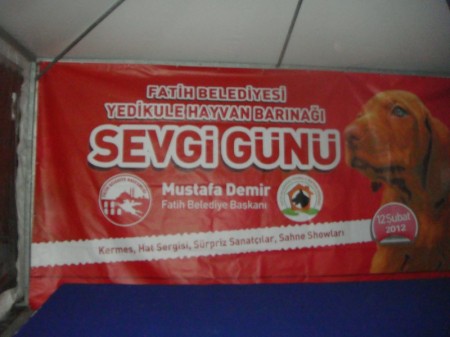 FATİH BELEDİYESİ
YEDİKULE HAYVAN BARINAĞI
SEVGİ GÜNÜ
Mustafa Demir
Fatih Belediye Başkanı
12 Şubat
2012
Kermes, Hat Sergisi, Sürpriz Sanatçılar, Sahne Showları